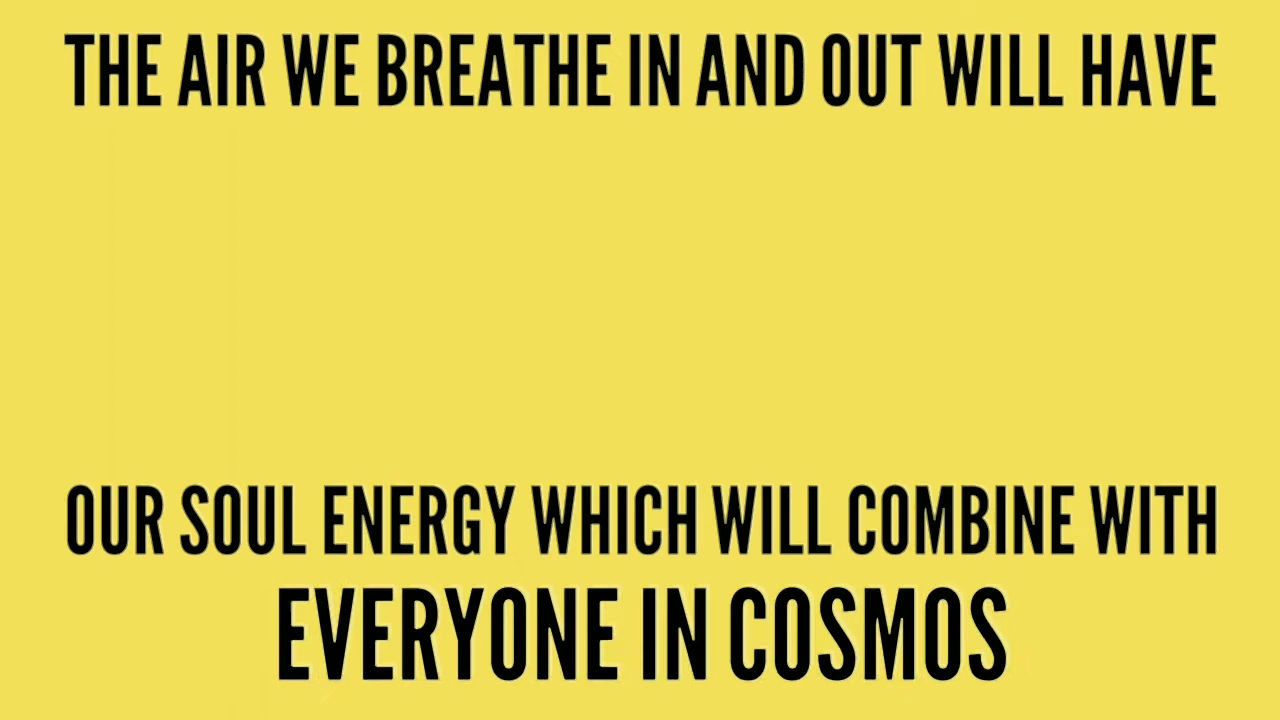 THE AIR WE BREATHE IN AND OUT WILL HAVE
OUR SOUL ENERGY WHICH WILL COMBINE WITH
EVERYONE IN COSMOS